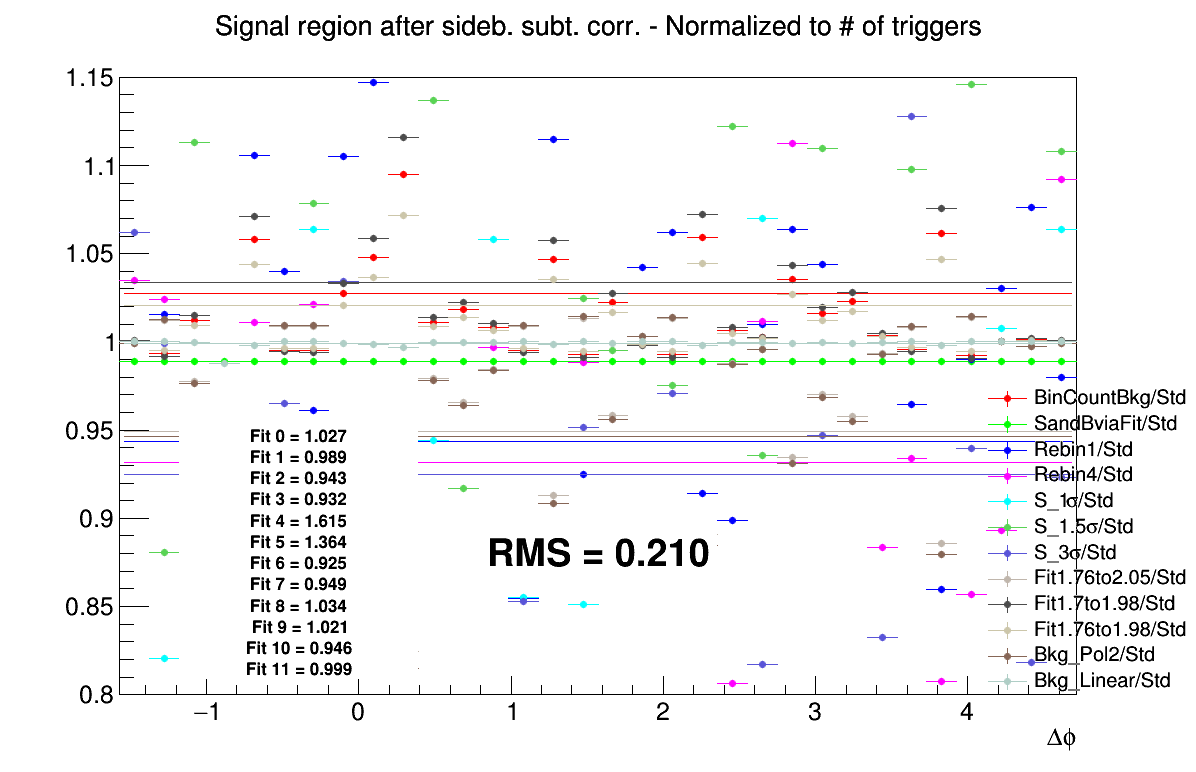 Signal region after sideb. subt. corr. - Normalized to # of triggers
1.15
1.1
1.05
1
0.95
0.9
0.85
0.8
Fit 0 = 1.027
Fit 1 = 0.989
Fit 2 = 0.943
Fit 3 = 0.932
Fit 4 = 1.615
Fit 5 = 1.364
Fit 6 = 0.925
Fit 7 = 0.949
Fit 8 = 1.034
Fit 9 = 1.021
Fit 10 = 0.946
Fit 11 = 0.999
RMS = 0.210
BinCountBkg/Std
SandBviaFit/Std
Rebin1/Std
Rebin4/Std
S_1σ/Std
S_1.5σ/Std
S_3σ/Std
Fit1.76to2.05/Std
Fit1.7to1.98/Std
Fit1.76to1.98/Std
Bkg_Pol2/Std
Bkg_Linear/Std
−1 0 1 2 3 4
Δϕ